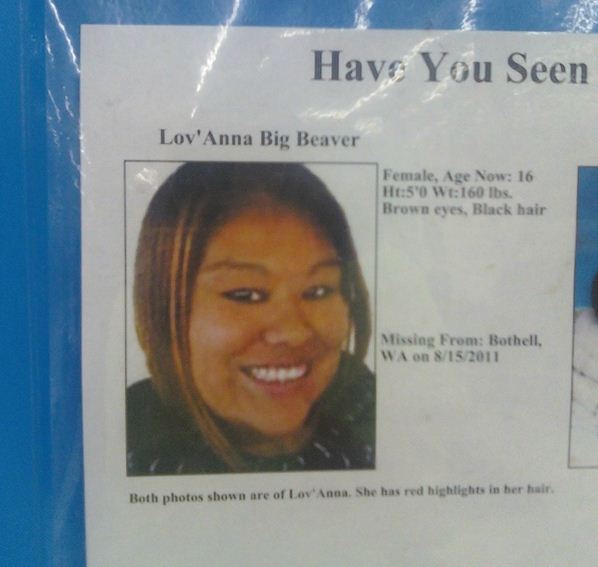 Have You Seen
Lov'Anna Big Beaver
Female, Age Now: 16
Ht:5'0 Wt:160 lbs.
Brown eyes, Black hair
Missing From: Bothell,
WA on 8/15/2011
Both photos shown are of Lov'Anna. She has red highlights in her hair.